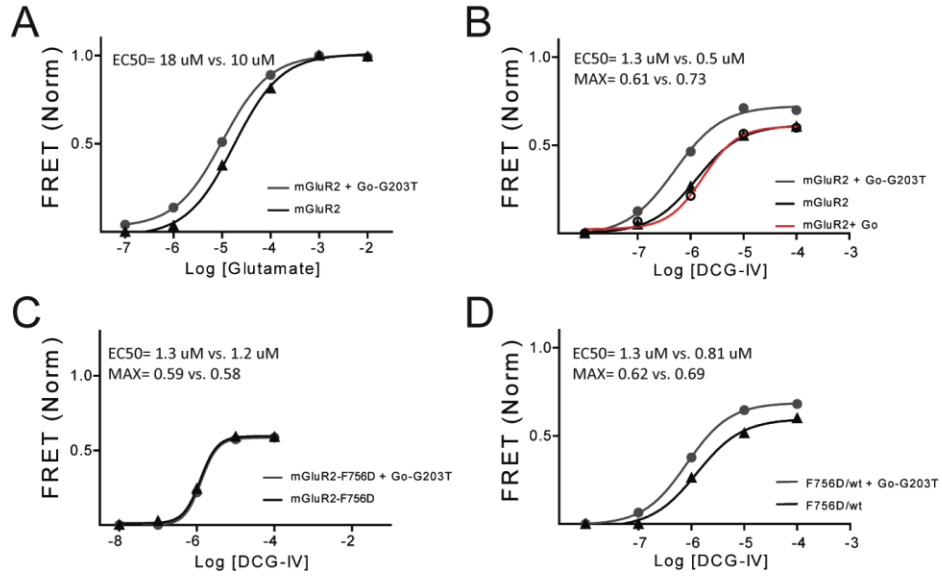 A
FRET (Norm)
EC50= 18 uM vs. 10 uM
1.0
0.5
mGluR2 + Go-G203T
mGluR2
-7 -6 -5 -4 -3 -2
Log [Glutamate]
B
FRET (Norm)
EC50= 1.3 uM vs. 0.5 uM
MAX= 0.61 vs. 0.73
1.0
0.5
mGluR2 + Go-G203T
mGluR2
mGluR2+ Go
-7 -6 -5 -4 -3
Log [DCG-IV]
C
FRET (Norm)
EC50= 1.3 uM vs. 1.2 uM
MAX= 0.59 vs. 0.58
1.0
0.5
mGluR2-F756D + Go-G203T
mGluR2-F756D
-8 -7 -6 -4 -2
Log [DCG-IV]
D
FRET (Norm)
EC50= 1.3 uM vs. 0.81 uM
MAX= 0.62 vs. 0.69
1.0
0.5
F756D/wt + Go-G203T
F756D/wt
-7 -6 -5 -4 -3
Log [DCG-IV]